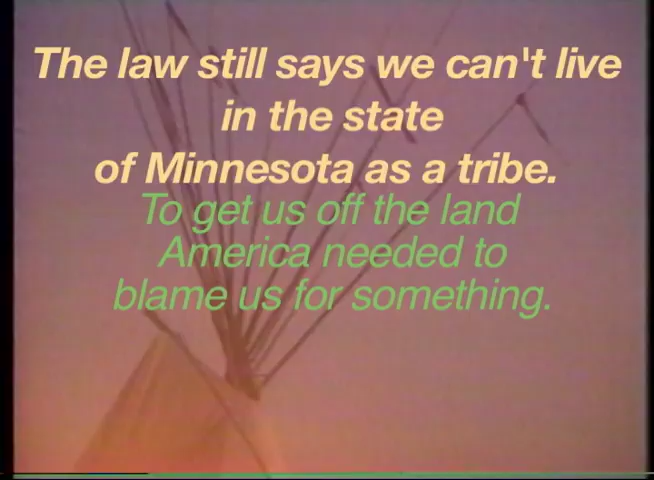 The law still says we can't live
in the state
of Minnesota as a tribe.
To get us off the land
America needed to
blame us for something.